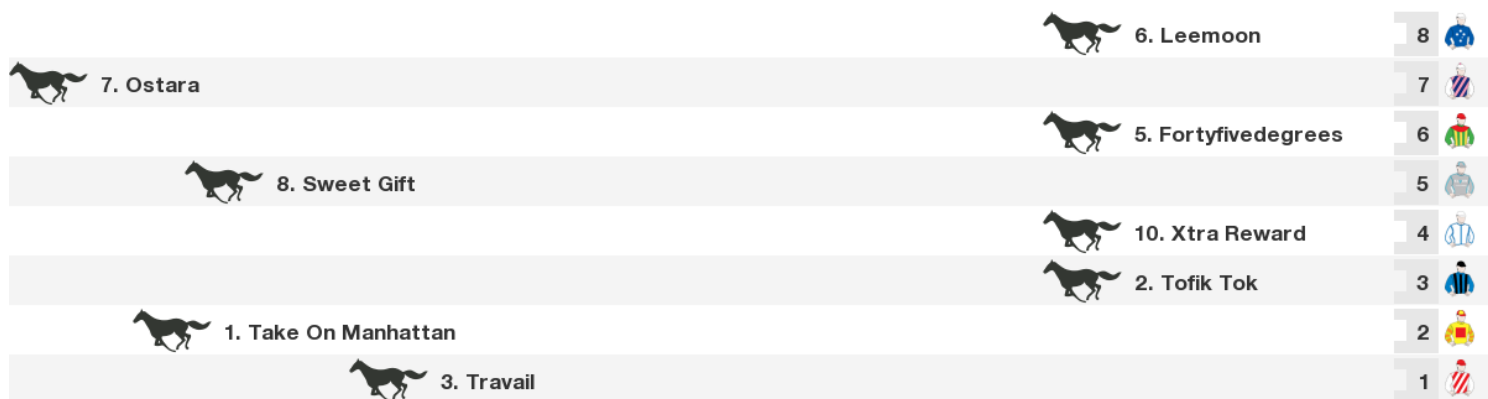 6. Leemoon 8
7. Ostara 7
5. Fortyfivedegrees 6
8. Sweet Gift 5
10. Xtra Reward 4
2. Tofik Tok 3
1. Take On Manhattan 2
3. Travail 1